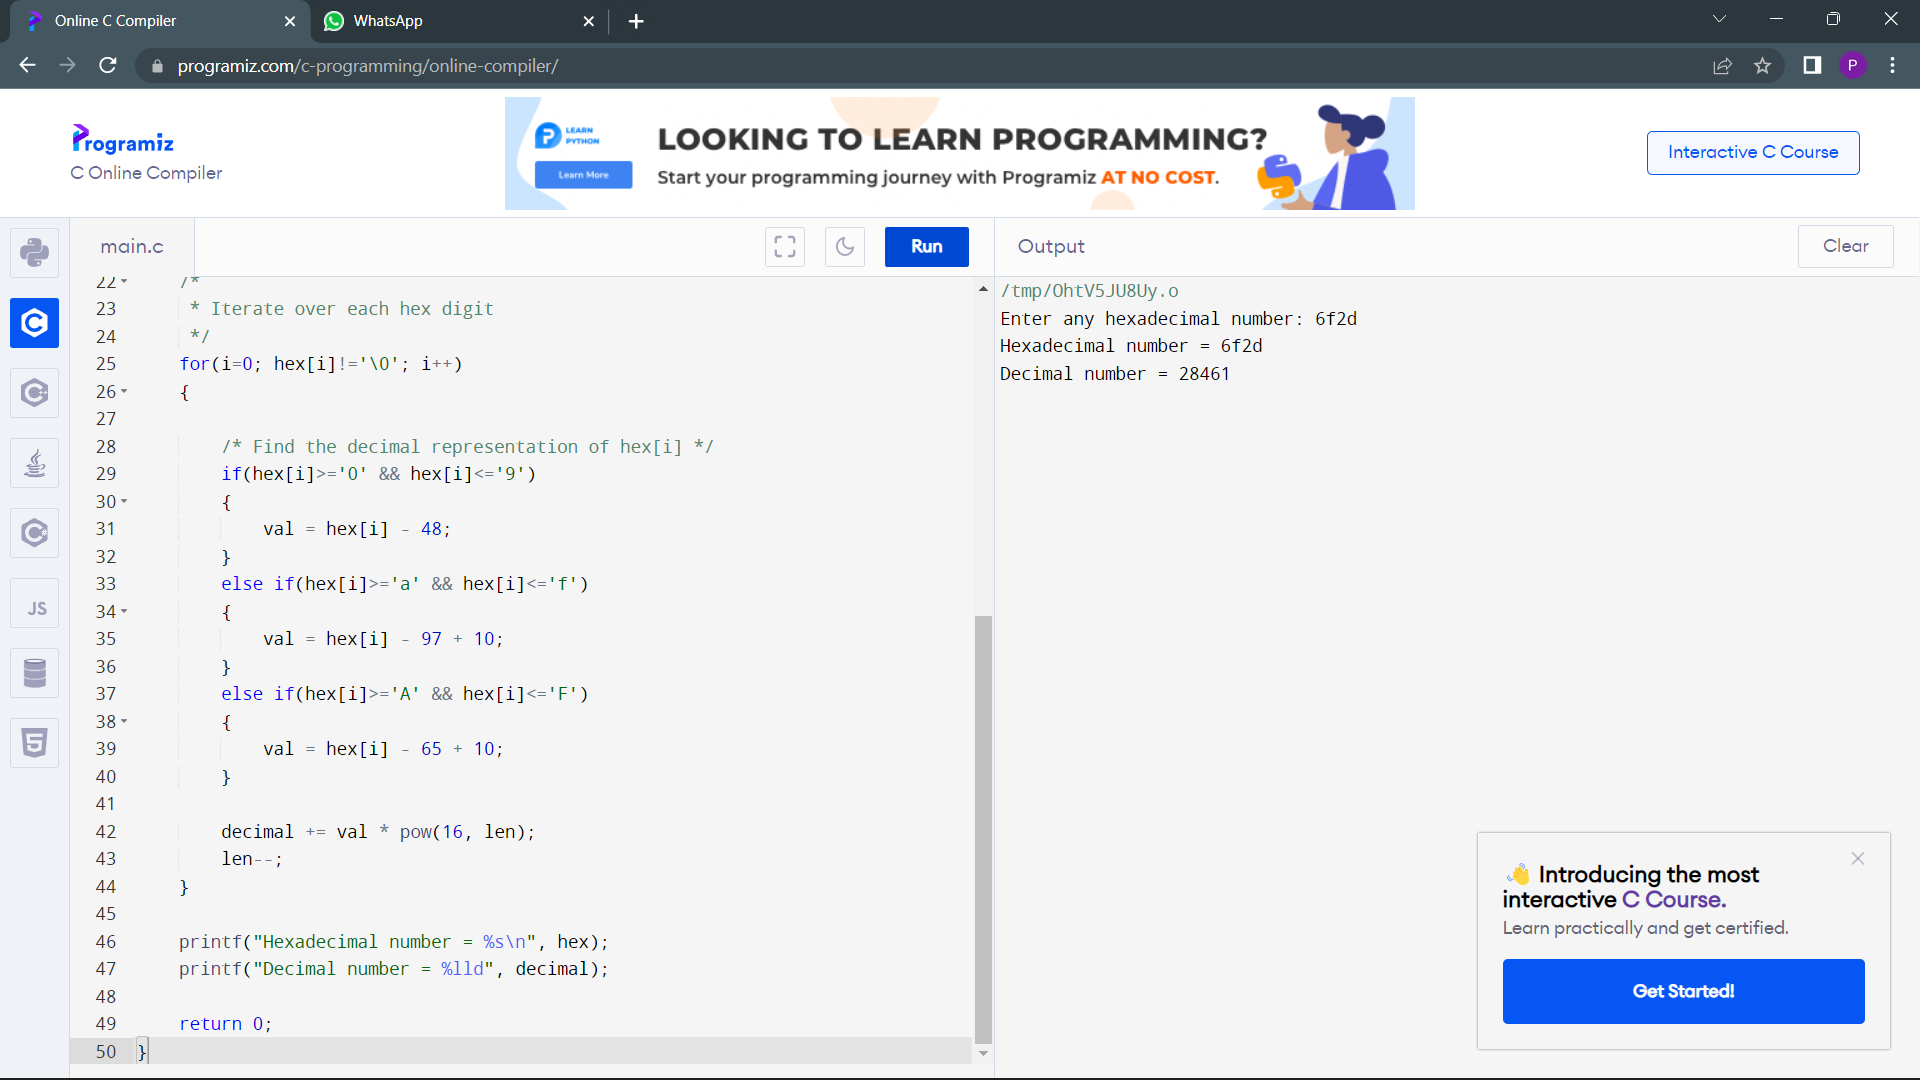 Online C Compiler
WhatsApp
programiz.com/c-programming/online-compiler/
P
Programiz
C Online Compiler
LEARN
PYTHON
Learn More
LOOKING TO LEARN PROGRAMMING?
Start your programming journey with Programiz AT NO COST.
Interactive C Course
main.c
Run
Output
Clear
JS
22 /*
23 * Iterate over each hex digit
24 */
25 for(i=0; hex[i]!='\0'; i++)
26 {
27
28 /* Find the decimal representation of hex[i] */
29 if(hex[i]>='0' && hex[i]<='9')
30 {
31 val = hex[i] - 48;
32 }
33 else if(hex[i]>='a' && hex[i]<='f')
34 {
35 val = hex[i] - 97 + 10;
36 }
37 else if(hex[i]>='A' && hex[i]<='F')
38 {
39 val = hex[i] - 65 + 10;
40 }
41
42 decimal += val * pow(16, len);
43 len--;
44 }
45
46 printf("Hexadecimal number = %s\n", hex);
47 printf("Decimal number = %lld", decimal);
48
49 return 0;
50 }
/tmp/OhtV5JU8Uy.o
Enter any hexadecimal number: 6f2d
Hexadecimal number = 6f2d
Decimal number = 28461
👋 Introducing the most
interactive C Course.
Learn practically and get certified.
Get Started!